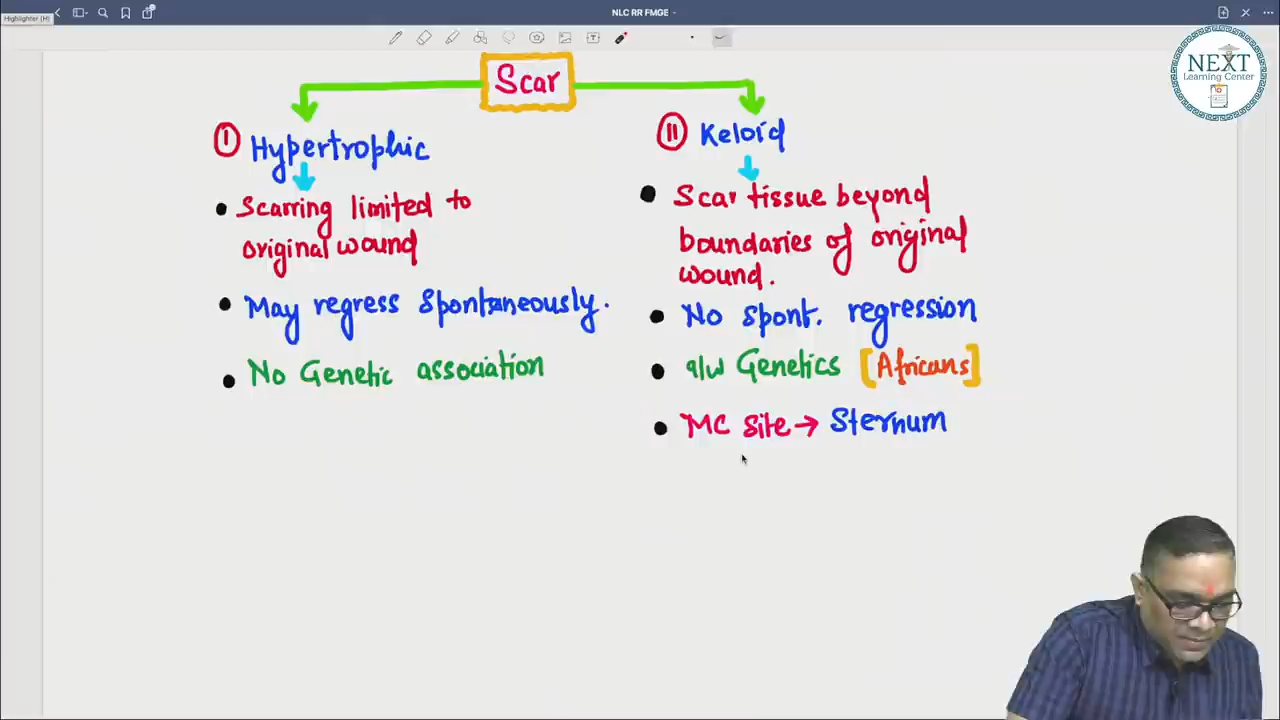 Highlighter (H)
NLC RR FMGE
NEXT
Learning Center
Scar
I Hypertrophic
• Scarring limited to
original wound
• May regress spontaneously.
• No Genetic association
II Keloid
• Scar tissue beyond
boundaries of original
wound.
• No spont. regression
• a/w Genetics [Africans]
• MC site → Sternum